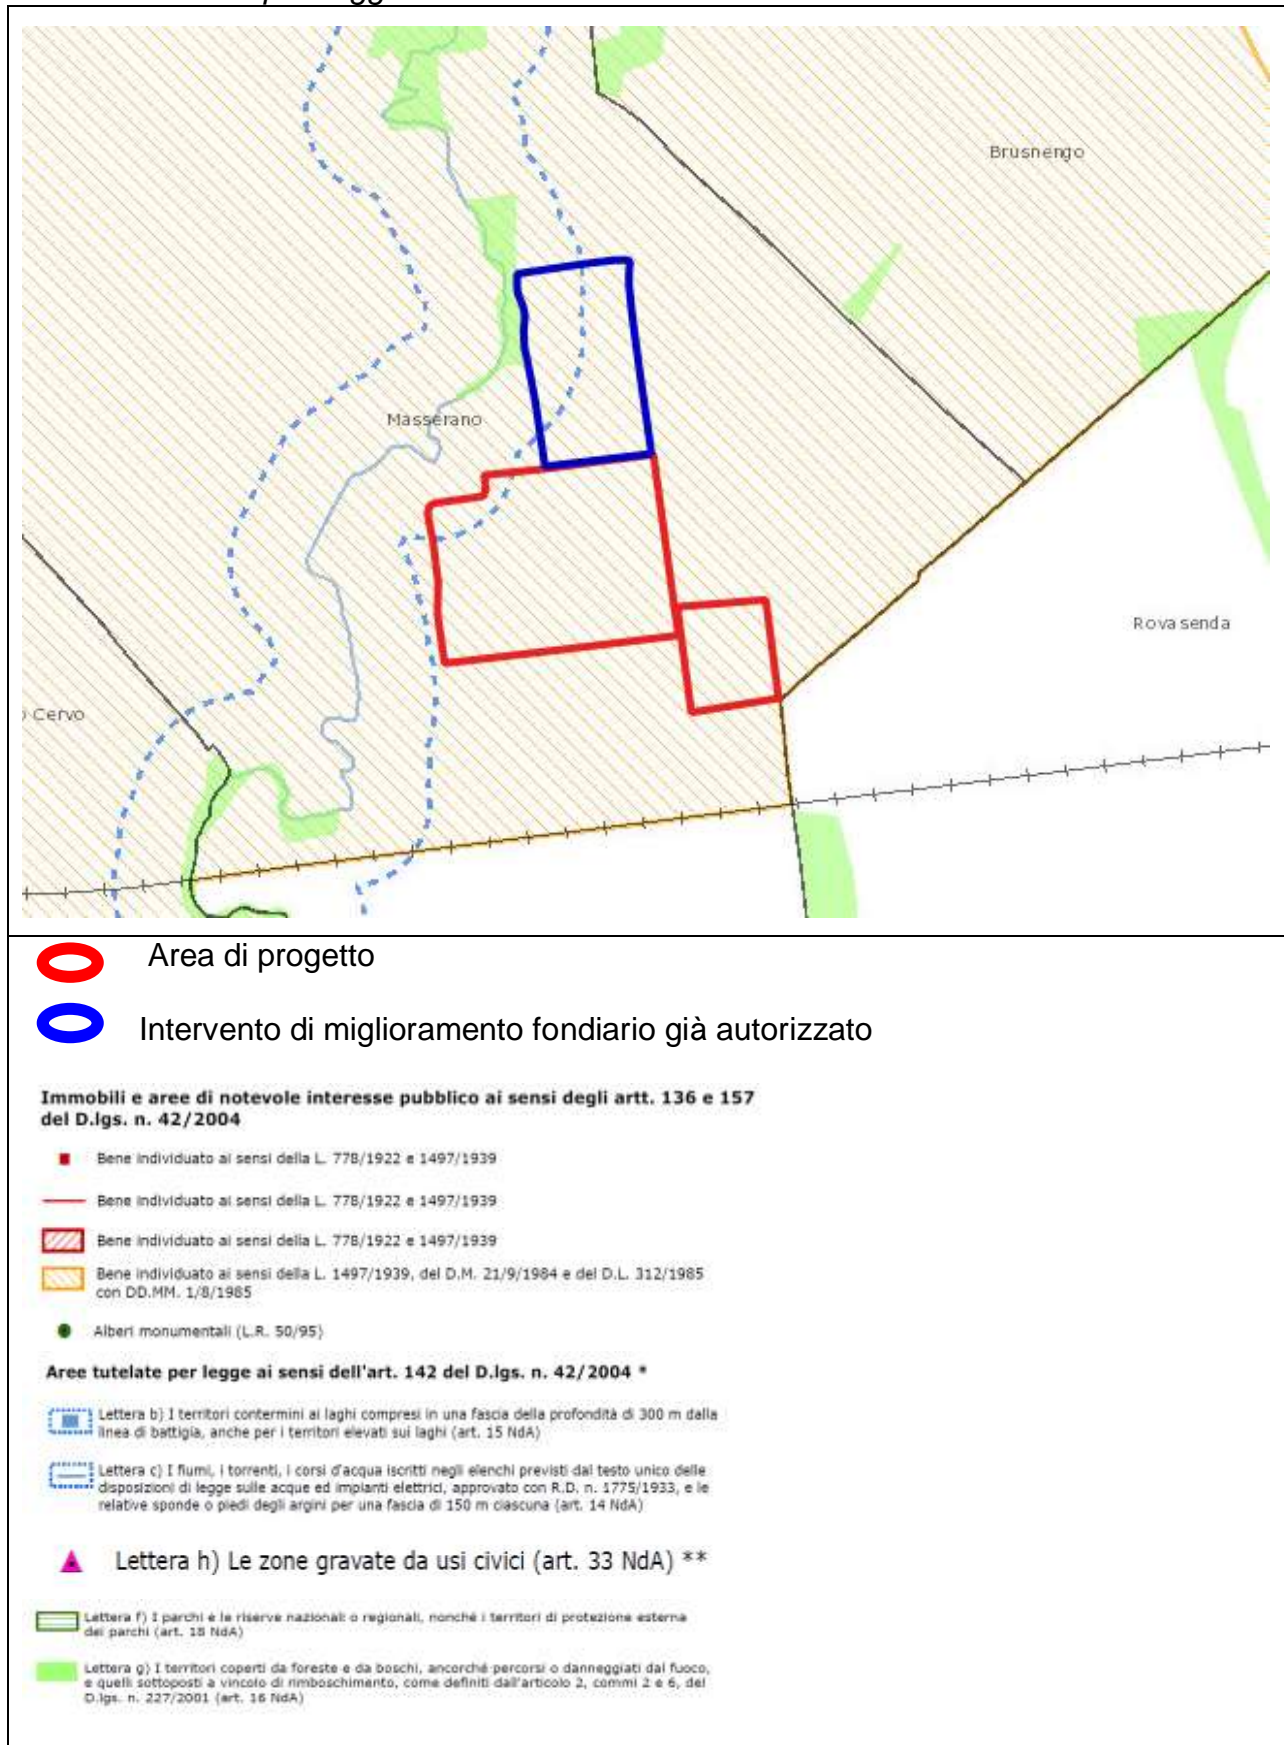 Brusnengo
Masserano
Rovasenda
Cervo
Area di progetto
Intervento di miglioramento fondiario già autorizzato
Immobili e aree di notevole interesse pubblico ai sensi degli artt. 136 e 157
del D.lgs. n. 42/2004
Bene individuato ai sensi della L. 778/1922 e 1497/1939
Bene individuato ai sensi della L. 778/1922 e 1497/1939
Bene individuato ai sensi della L. 778/1922 e 1497/1939
Bene individuato ai sensi della L. 1497/1939, del D.M. 21/9/1984 e del D.L. 312/1985
con DD.MM. 1/8/1985
Alberi monumentali (L.R. 50/95)
Aree tutelate per legge ai sensi dell'art. 142 del D.lgs. n. 42/2004 *
Lettera b) I territori contermini ai laghi compresi in una fascia della profondità di 300 m dalla
linea di battigia, anche per i territori elevati sui laghi (art. 15 NdA)
Lettera c) I fiumi, i torrenti, i corsi d'acqua iscritti negli elenchi previsti dal testo unico delle
disposizioni di legge sulle acque ed impianti elettrici, approvato con R.D. n. 1775/1933, e le
relative sponde o piedi degli argini per una fascia di 150 m ciascuna (art. 14 NdA)
Lettera h) Le zone gravate da usi civici (art. 33 NdA) **
Lettera f) I parchi e le riserve nazionali o regionali, nonché i territori di protezione esterna
dei parchi (art. 18 NdA)
Lettera g) I territori coperti da foreste e da boschi, ancorché percorsi o danneggiati dal fuoco,
e quelli sottoposti a vincolo di rimboschimento, come definiti dall'articolo 2, commi 2 e 6, del
D.lgs. n. 227/2001 (art. 16 NdA)